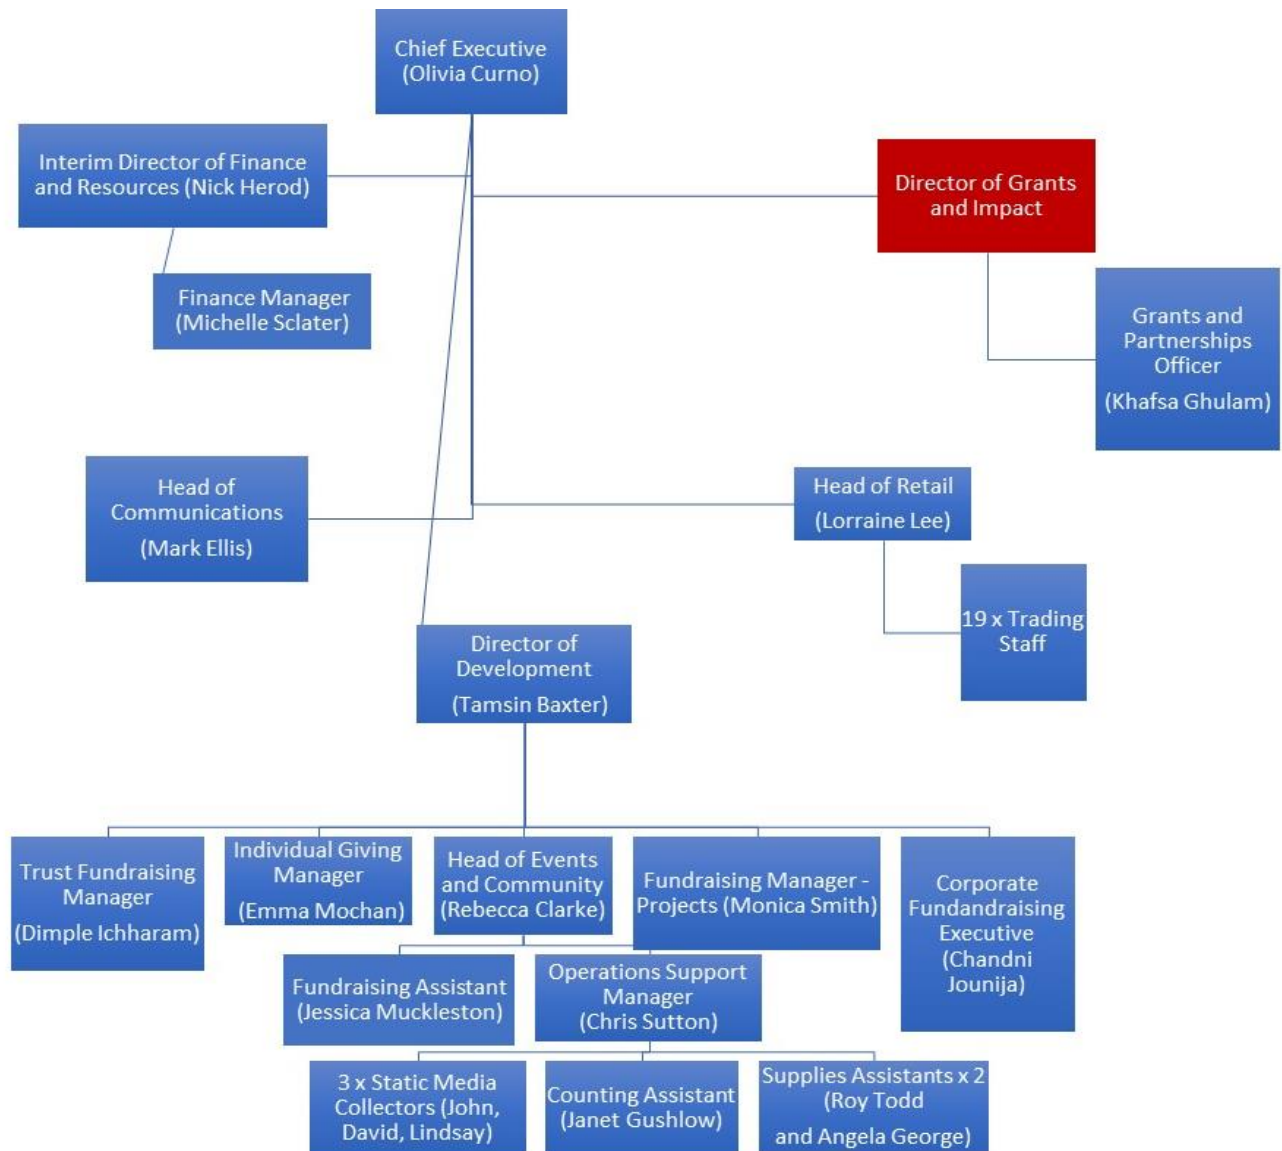 Chief Executive
(Olivia Curno)
Interim Director of Finance
and Resources (Nick Herod)
Director of Grants
and Impact
Finance Manager
(Michelle Sclater)
Grants and
Partnerships
Officer
(Khafsa Ghulam)
Head of
Communications
(Mark Ellis)
Head of Retail
(Lorraine Lee)
19 x Trading
Staff
Director of
Development
(Tamsin Baxter)
Trust Fundraising
Manager
(Dimple Ichharam)
Individual Giving
Manager
(Emma Mochan)
Head of Events
and Community
(Rebecca Clarke)
Fundraising Manager -
Projects (Monica Smith)
Corporate
Fundandraising
Executive
(Chandni
Jounija)
Fundraising Assistant
(Jessica Muckleston)
Operations Support
Manager
(Chris Sutton)
3 x Static Media
Collectors (John,
David, Lindsay)
Counting Assistant
(Janet Gushlow)
Supplies Assistants x 2
(Roy Todd
and Angela George)